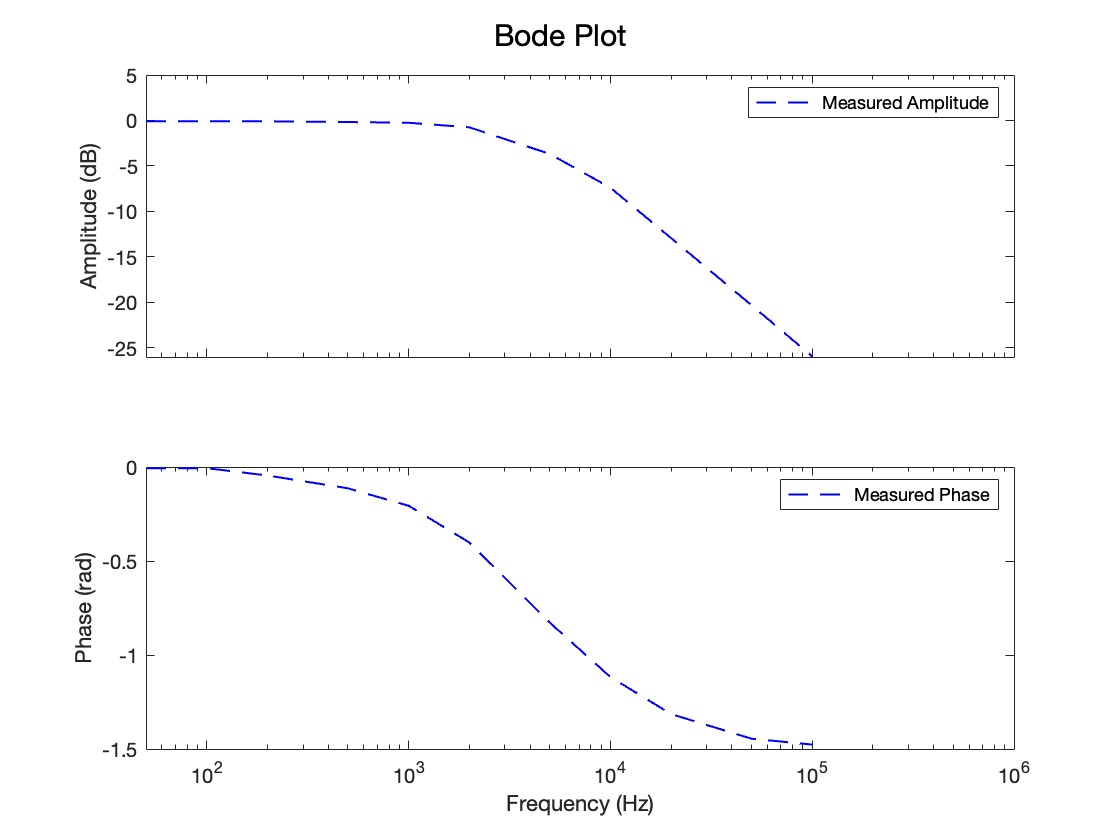 Bode Plot
5
0
-5
-10
-15
-20
-25
Amplitude (dB)
Measured Amplitude
0
-0.5
-1
-1.5
Phase (rad)
Measured Phase
10² 10³ 10⁴ 10⁵ 10⁶
Frequency (Hz)